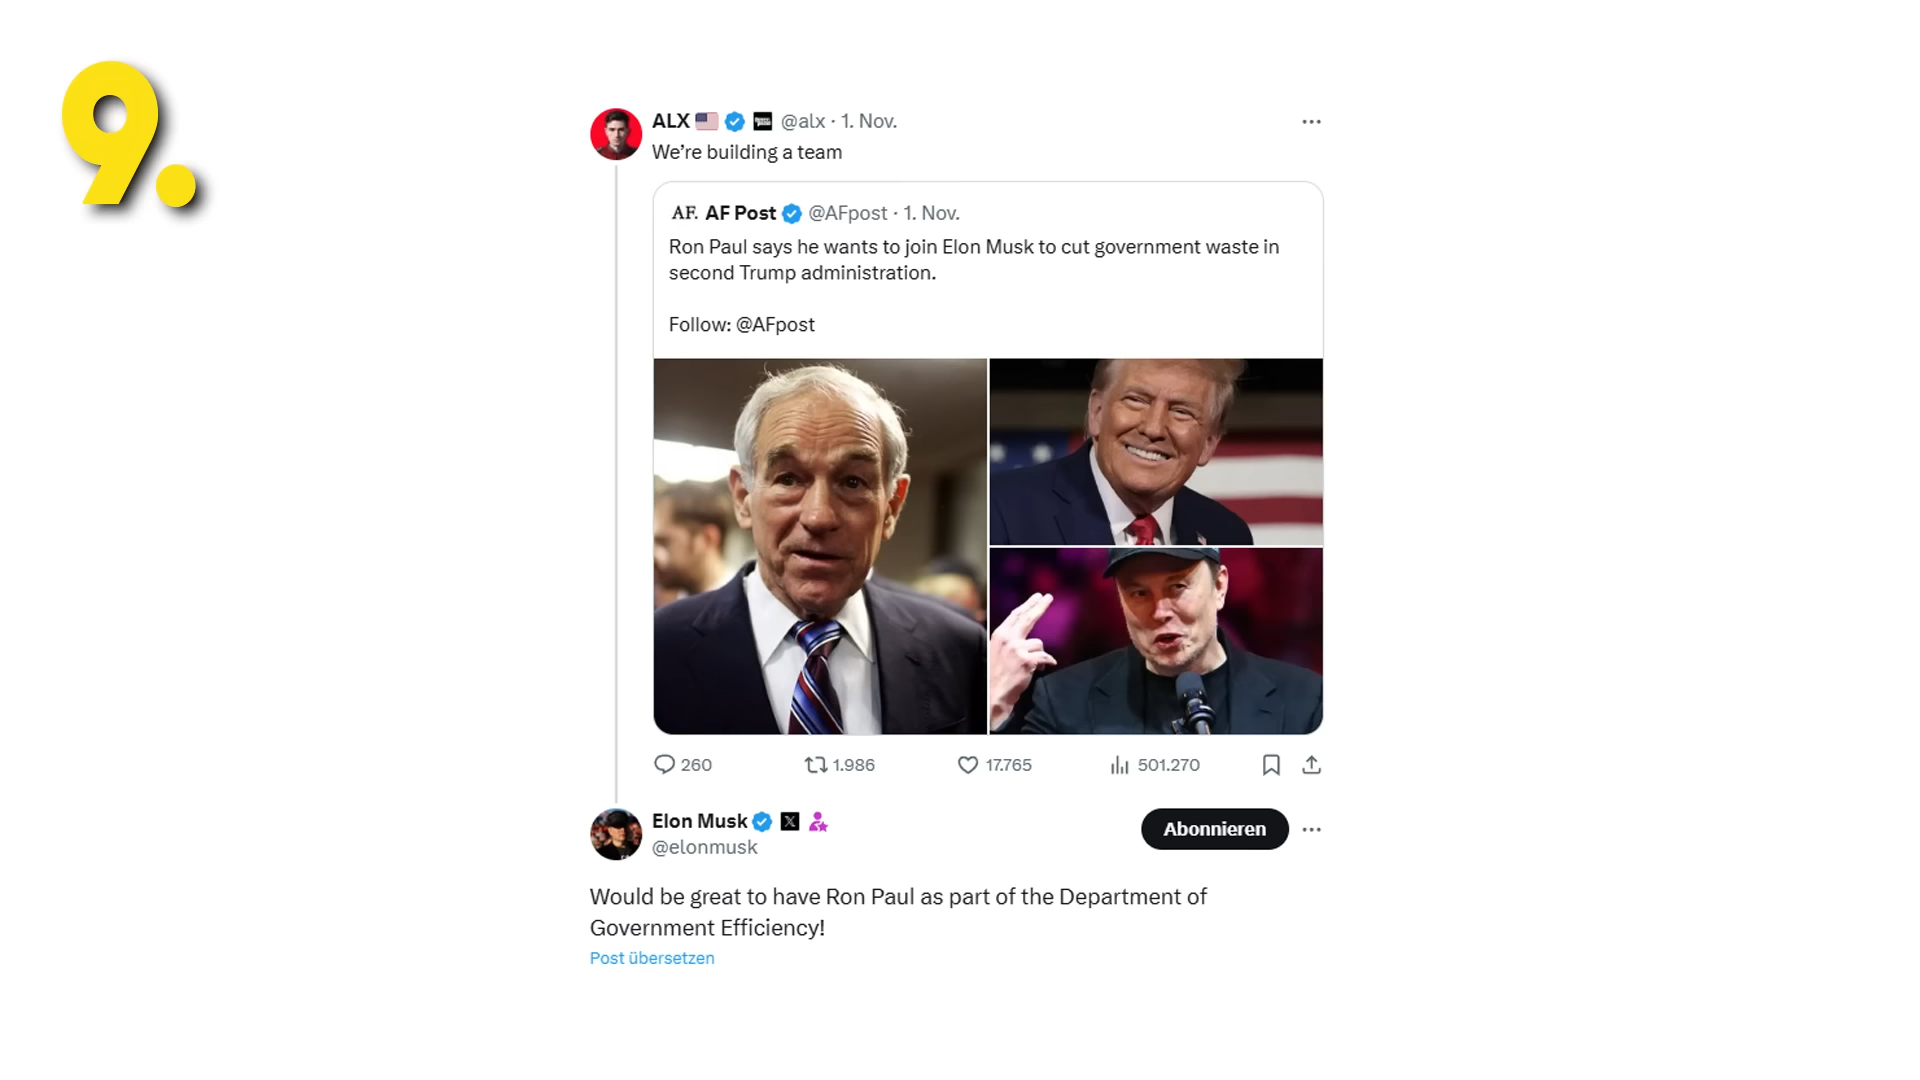 9.
ALX @alx · 1. Nov.
We’re building a team
AF. AF Post @AFpost · 1. Nov.
Ron Paul says he wants to join Elon Musk to cut government waste in
second Trump administration.
Follow: @AFpost
260 1.986 17.765 501.270
Elon Musk
Abonnieren
@elonmusk
Would be great to have Ron Paul as part of the Department of
Government Efficiency!
Post übersetzen